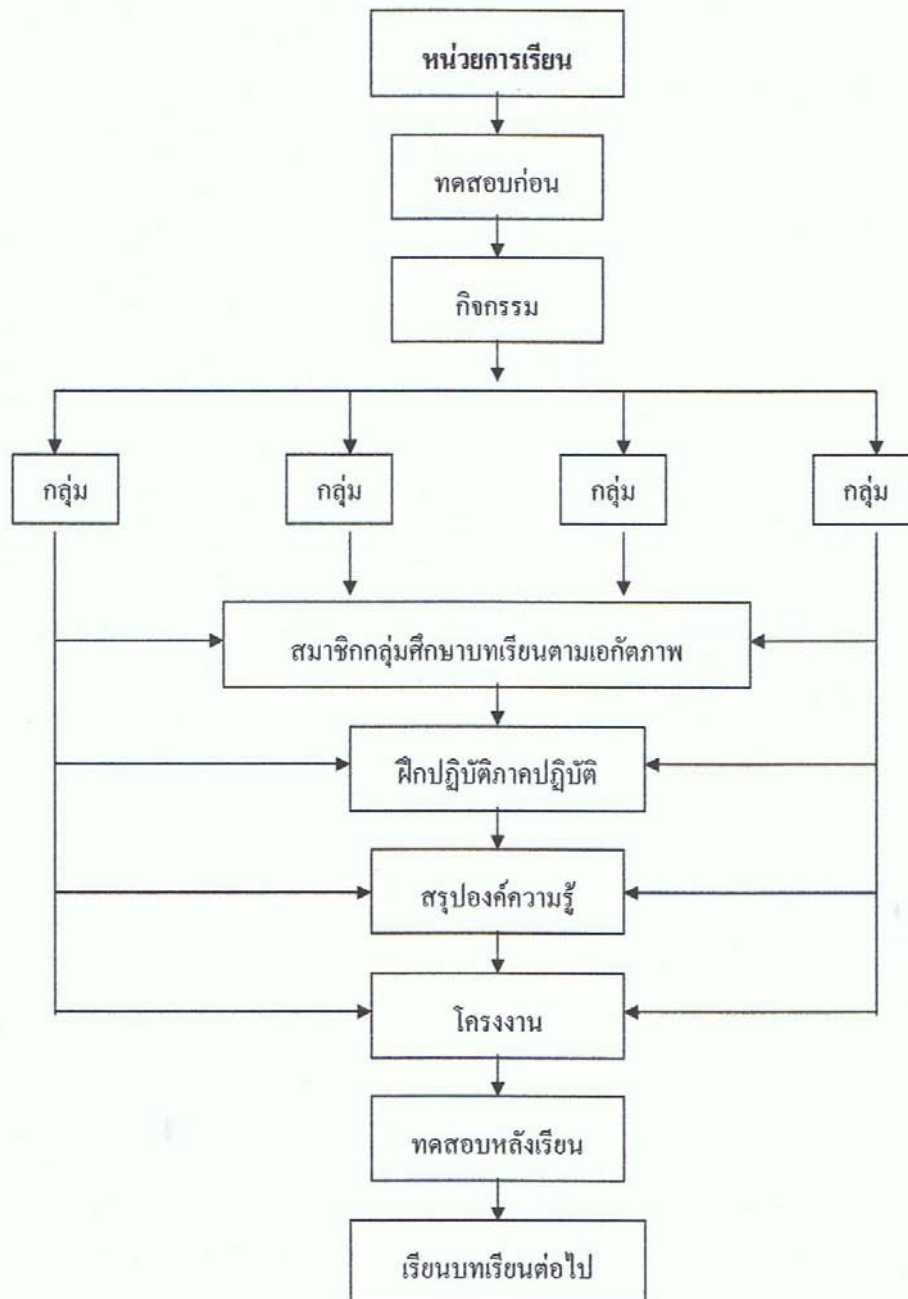 หน่วยการเรียน
ทดสอบก่อน
กิจกรรม
กลุ่ม
กลุ่ม
กลุ่ม
กลุ่ม
สมาชิกกลุ่มศึกษาบทเรียนตามเอกัตภาพ
ฝึกปฏิบัติภาคปฏิบัติ
สรุปองค์ความรู้
โครงงาน
ทดสอบหลังเรียน
เรียนบทเรียนต่อไป